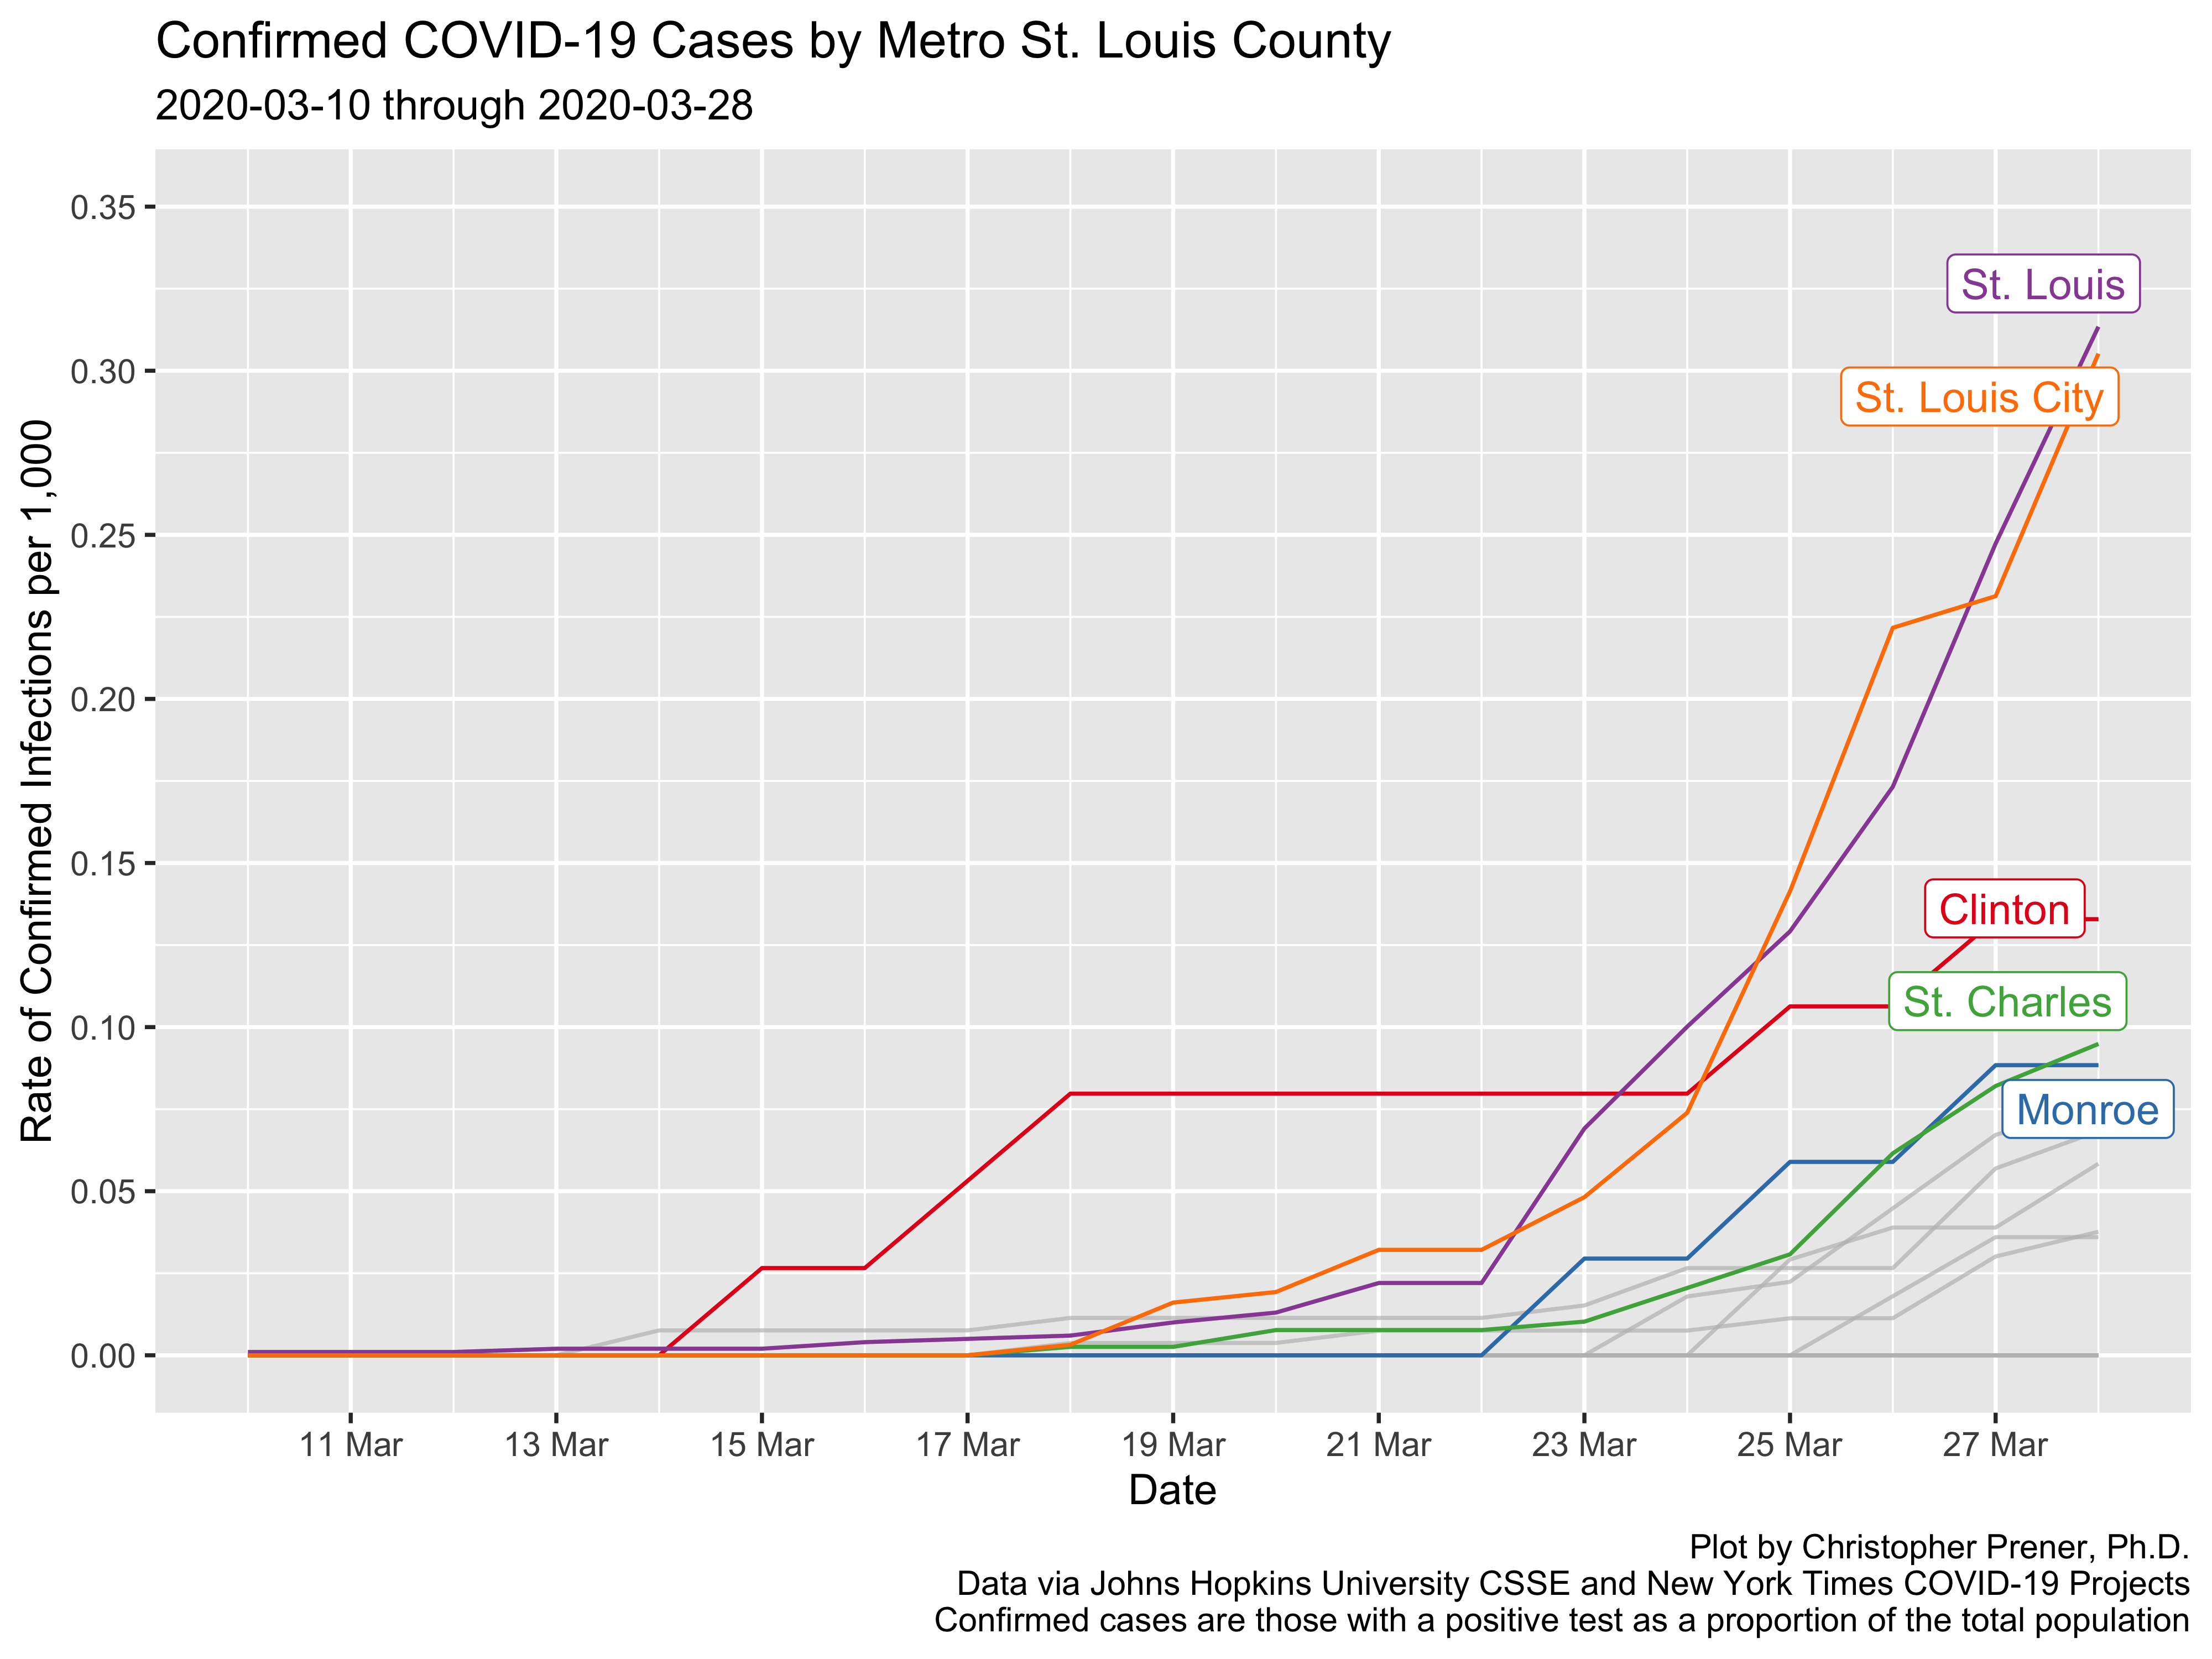 Confirmed COVID-19 Cases by Metro St. Louis County
2020-03-10 through 2020-03-28
Rate of Confirmed Infections per 1,000
0.35
0.30
0.25
0.20
0.15
0.10
0.05
0.00
St. Louis
St. Louis City
Clinton
St. Charles
Monroe
11 Mar
13 Mar
15 Mar
17 Mar
19 Mar
21 Mar
23 Mar
25 Mar
27 Mar
Date
Plot by Christopher Prener, Ph.D.
Data via Johns Hopkins University CSSE and New York Times COVID-19 Projects
Confirmed cases are those with a positive test as a proportion of the total population